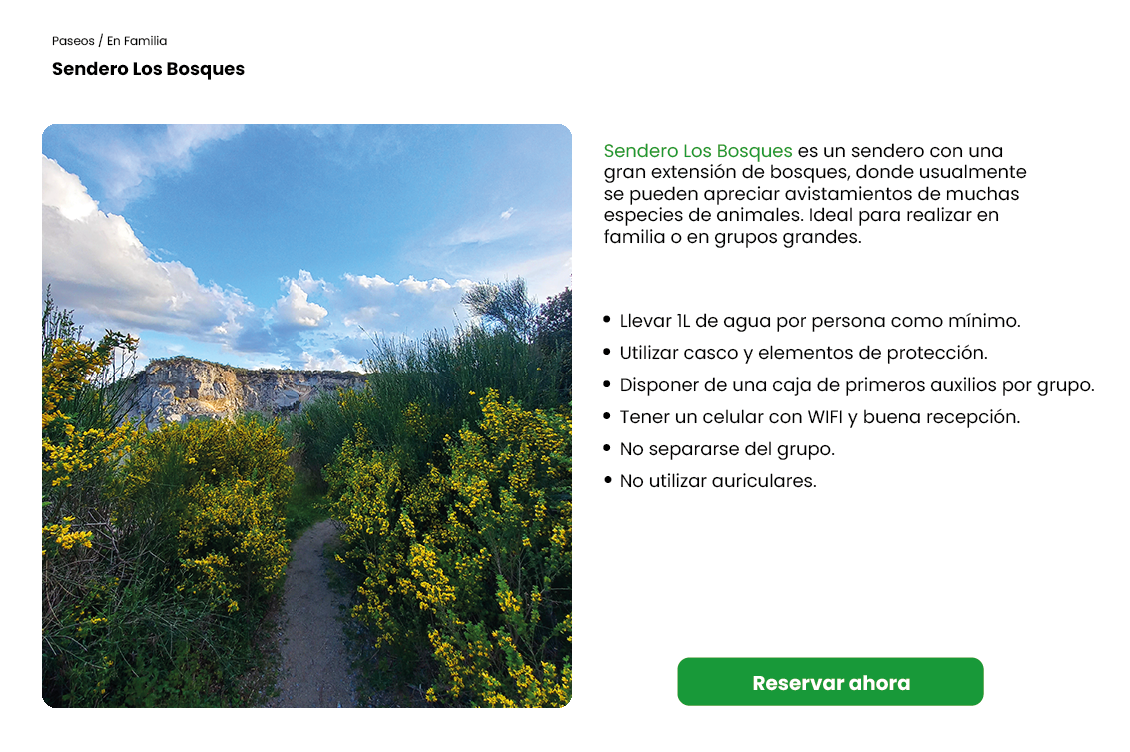 Paseos / En Familia
Sendero Los Bosques
Sendero Los Bosques es un sendero con una
gran extensión de bosques, donde usualmente
se pueden apreciar avistamientos de muchas
especies de animales. Ideal para realizar en
familia o en grupos grandes.
• Llevar 1L de agua por persona como mínimo.
• Utilizar casco y elementos de protección.
• Disponer de una caja de primeros auxilios por grupo.
• Tener un celular con WIFI y buena recepción.
• No separarse del grupo.
• No utilizar auriculares.
Reservar ahora